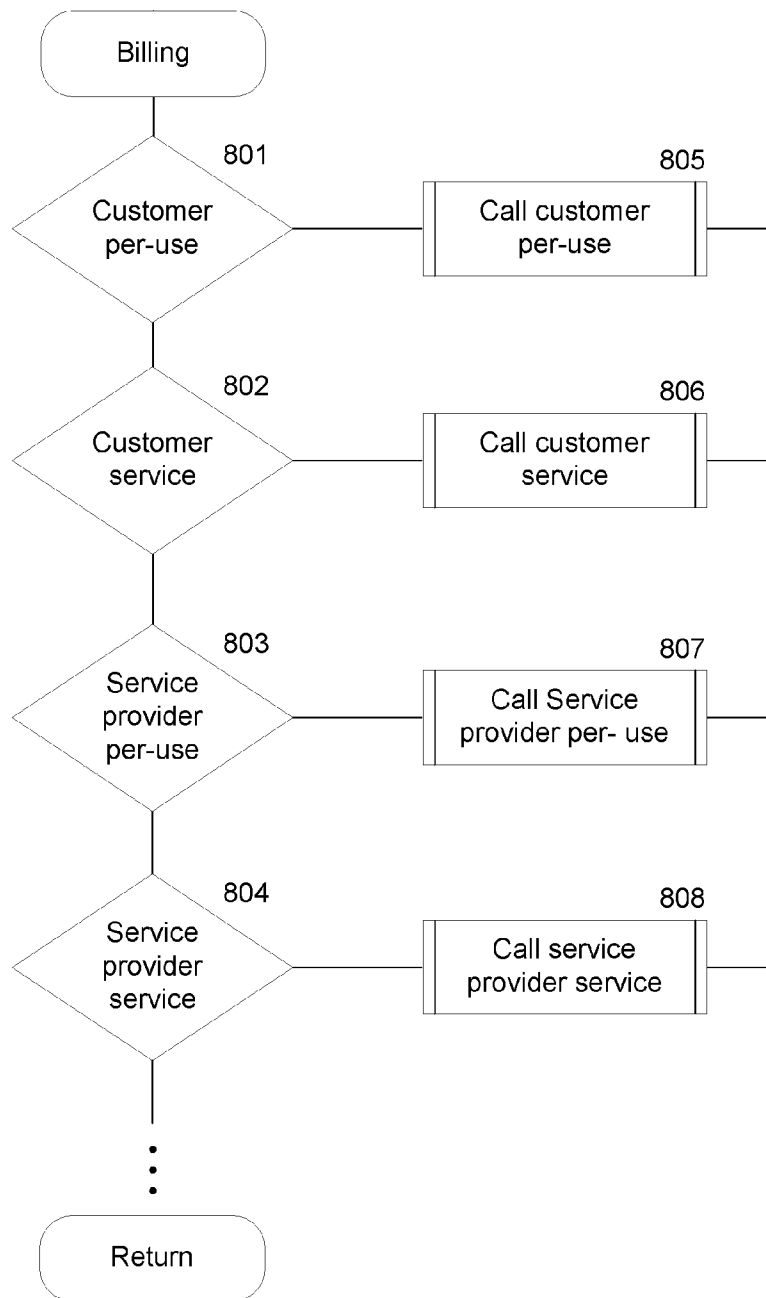 Billing
801
Customer
per-use
805
Call customer
per-use
802
Customer
service
806
Call customer
service
803
Service
provider
per-use
807
Call Service
provider per- use
804
Service
provider
service
808
Call service
provider service
Return